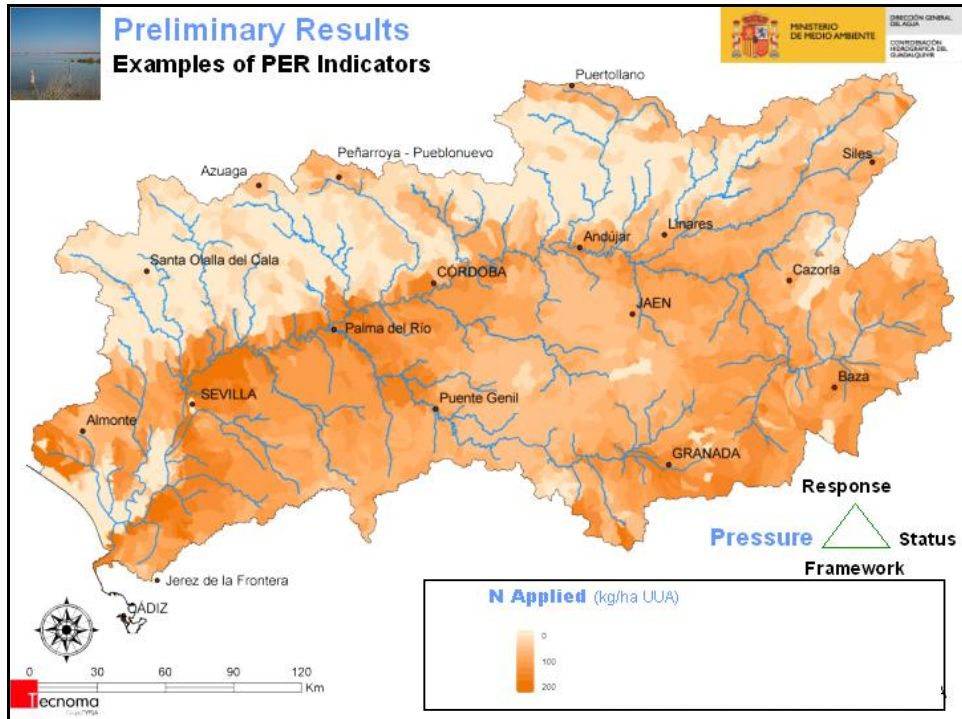 Preliminary Results
Examples of PER Indicators
MINISTERIO
DE MEDIO AMBIENTE
DIRECCIÓN GENERAL
DEL AGUA
CONFEDERACIÓN
HIDROGRÁFICA DEL
GUADALQUIVIR
Puertollano
Peñarroya - Pueblonuevo
Azuaga
Siles
Santa Olalla del Cala
Andújar
Linares
CÓRDOBA
Cazorla
JAEN
Palma del Río
Baza
SEVILLA
Puente Genil
Almonte
GRANADA
Response
Pressure
Status
Framework
Jerez de la Frontera
CÁDIZ
N Applied (kg/ha UUA)
0
100
200
0 30 60 90 120
Km
Tecnoma
Grupo TYPSA